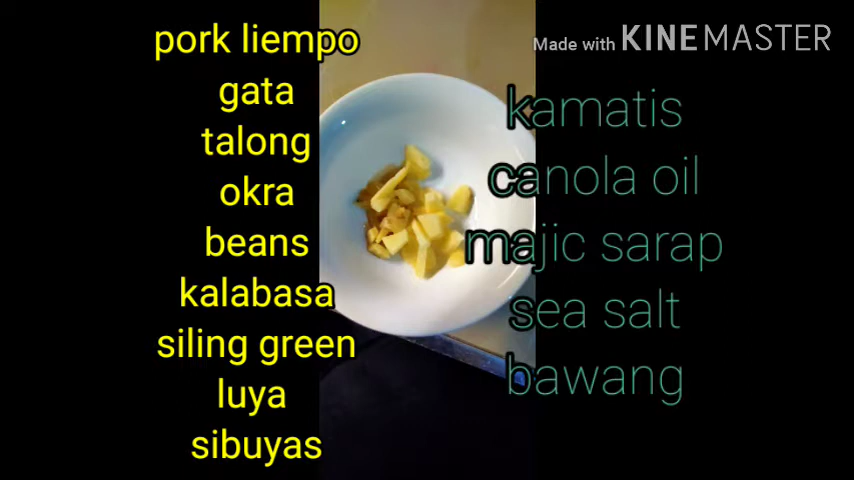 pork liempo
gata
talong
okra
beans
kalabasa
siling green
luya
sibuyas
Made with KINEMASTER
kamatis
canola oil
majic sarap
sea salt
bawang